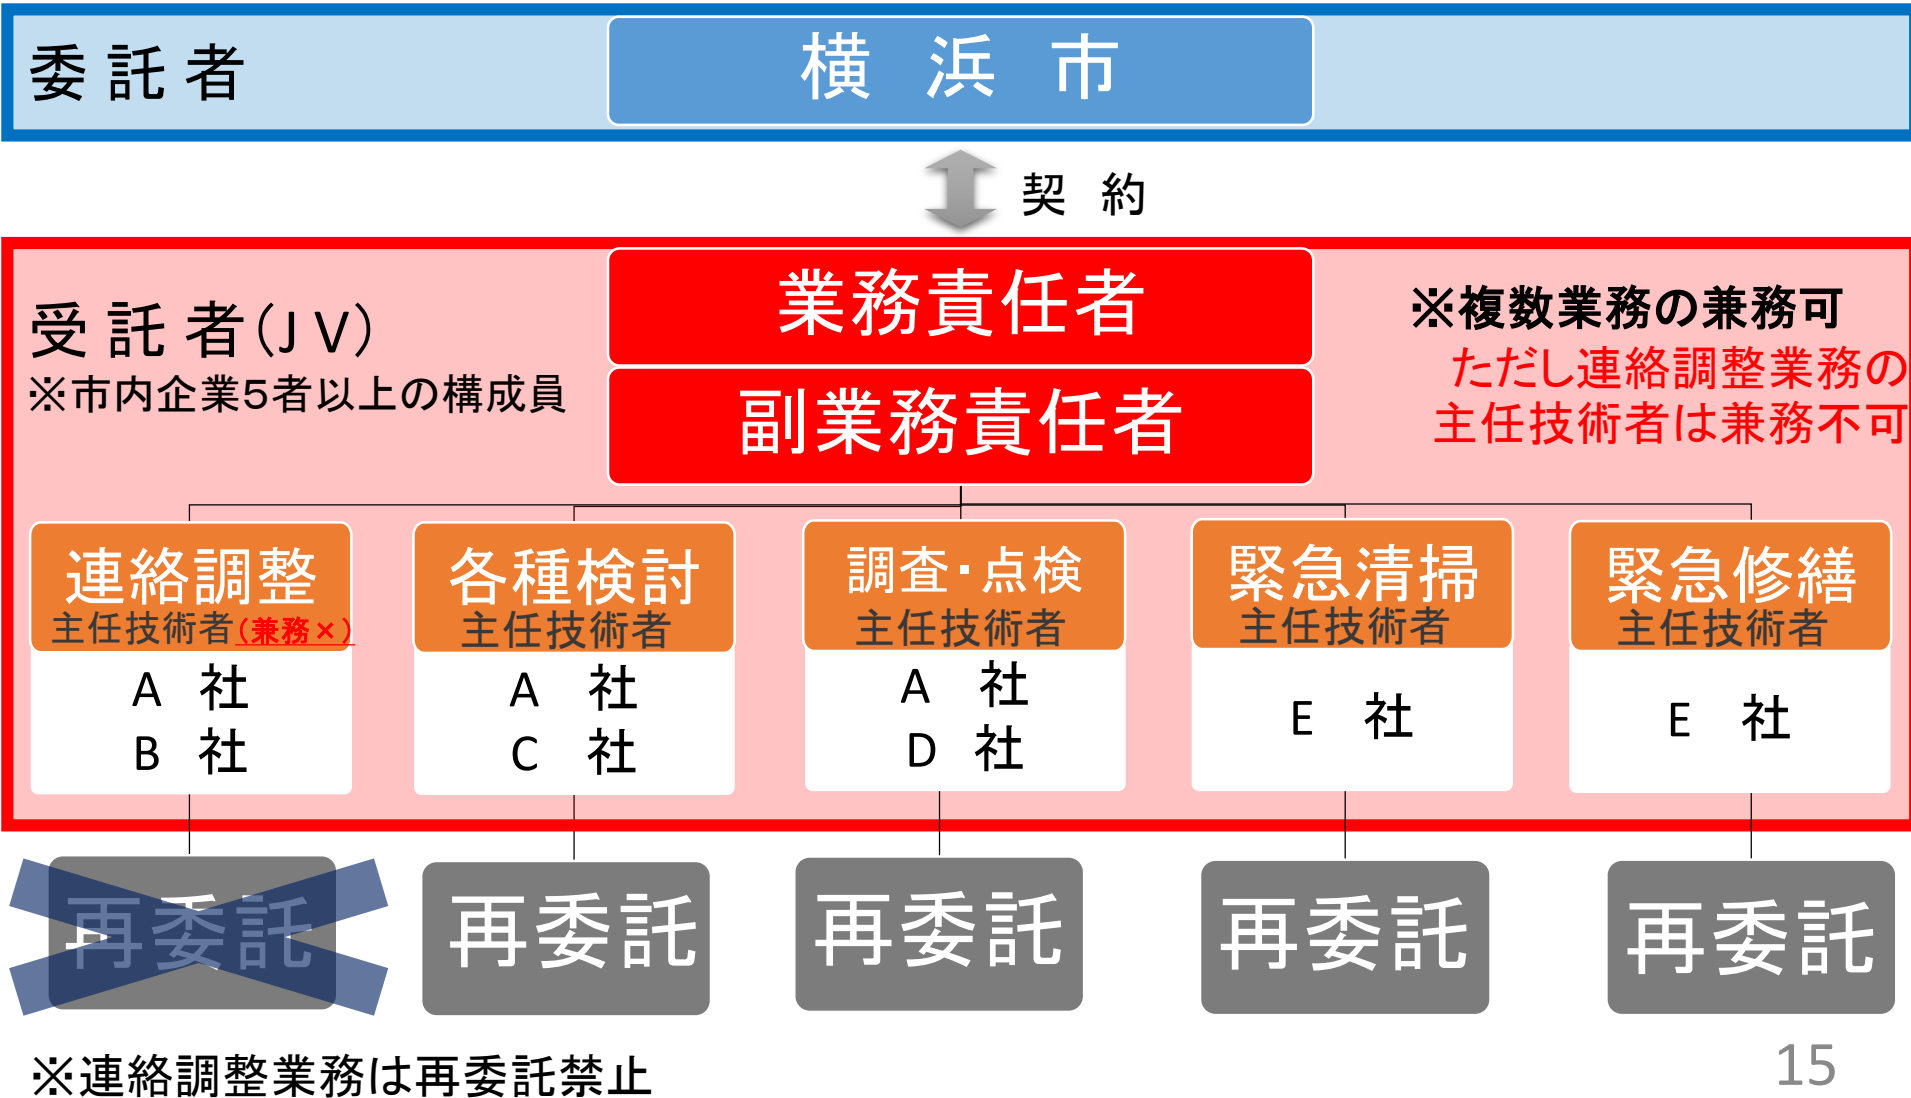 委託者
横 浜 市
契 約
受託者(JV)
※市内企業5者以上の構成員
業務責任者
副業務責任者
※複数業務の兼務可
ただし連絡調整業務の
主任技術者は兼務不可
連絡調整
主任技術者(兼務×)
A 社
B 社
各種検討
主任技術者
A 社
C 社
調査・点検
主任技術者
A 社
D 社
緊急清掃
主任技術者
E 社
緊急修繕
主任技術者
E 社
再委託
再委託
再委託
再委託
再委託
※連絡調整業務は再委託禁止
15